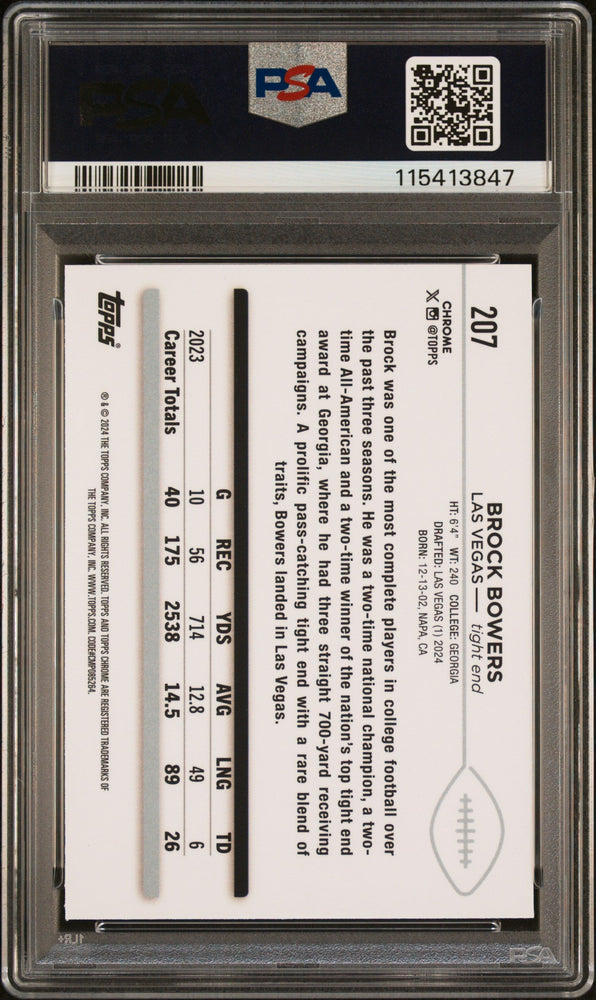 PSA
PSA
115413847
207
CHROME
X @TOPPS
BROCK BOWERS
LAS VEGAS — tight end
HT: 6'4" WT: 240 COLLEGE: GEORGIA
DRAFTED: LAS VEGAS (1) 2024
BORN: 12-13-02, NAPA, CA
Brock was one of the most complete players in college football over
the past three seasons. He was a two-time national champion, a two-
time All-American and a two-time winner of the nation's top tight end
award at Georgia, where he had three straight 700-yard receiving
campaigns. A prolific pass-catching tight end with a rare blend of
traits, Bowers landed in Las Vegas.
G REC YDS AVG LNG TD
2023 10 56 714 12.8 49 6
Career Totals 40 175 2538 14.5 89 26
topps®
® & © 2024 THE TOPPS COMPANY, INC. ALL RIGHTS RESERVED. TOPPS AND TOPPS CHROME ARE REGISTERED TRADEMARKS OF
THE TOPPS COMPANY, INC. WWW.TOPPS.COM. CODE#CMP085264.
PSA